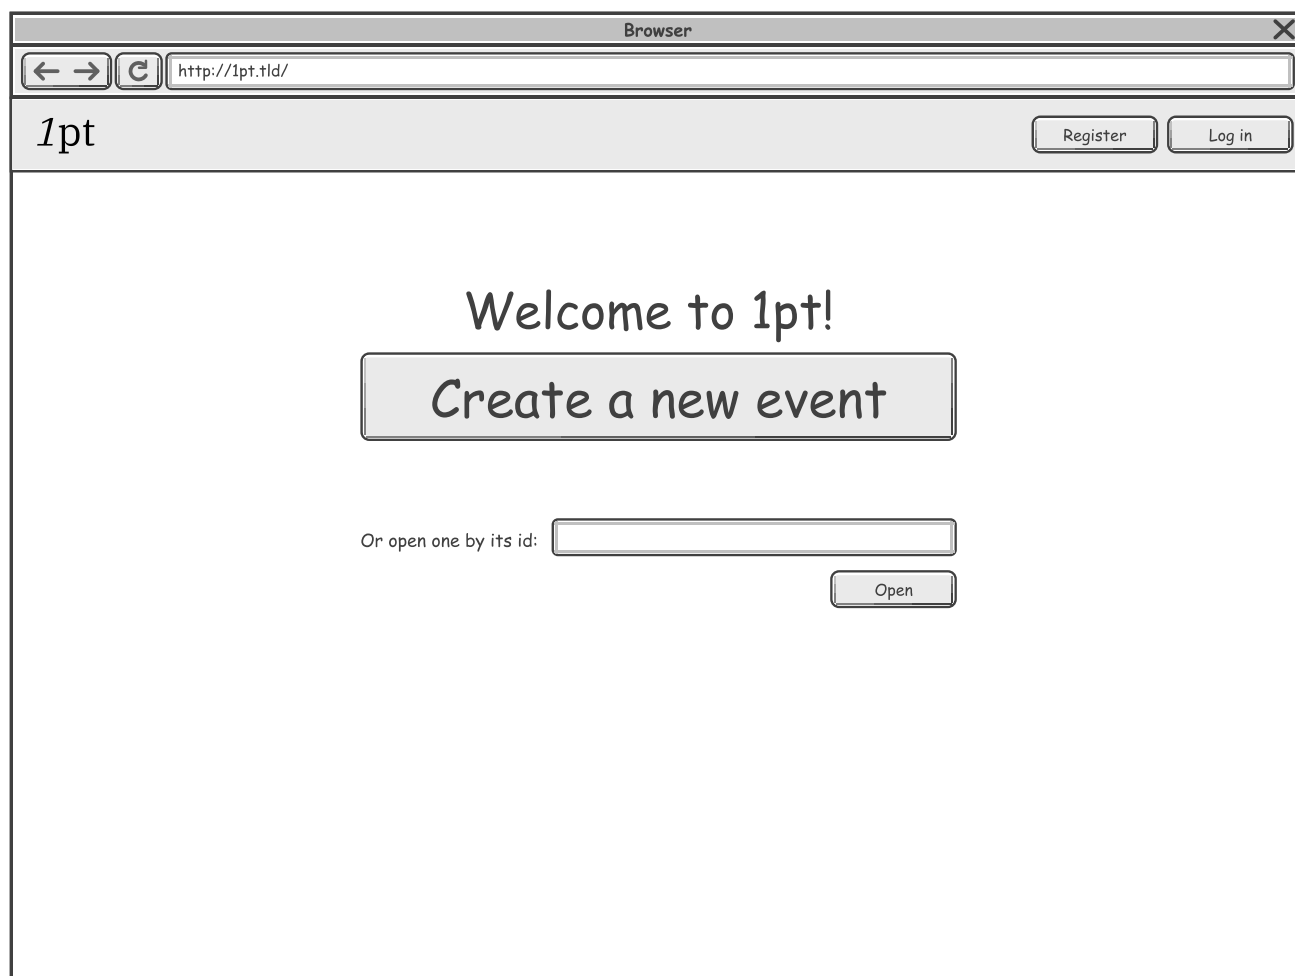 Browser
http://1pt.tld/
1pt
Register
Log in
Welcome to 1pt!
Create a new event
Or open one by its id:
Open